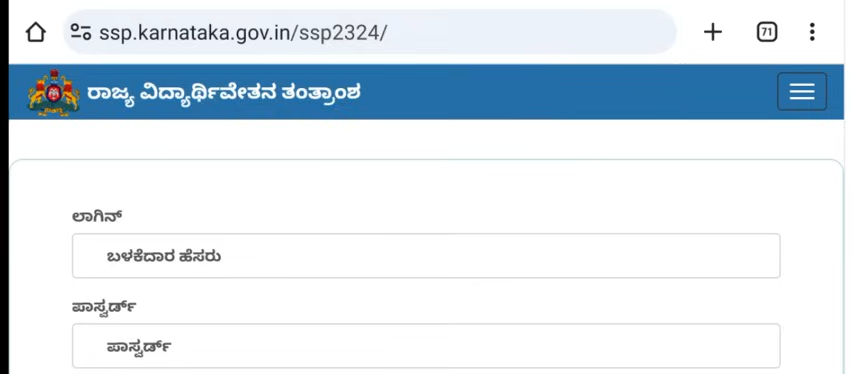 ssp.karnataka.gov.in/ssp2324/
71
ರಾಜ್ಯ ವಿದ್ಯಾರ್ಥಿವೇತನ ತಂತ್ರಾಂಶ
ಲಾಗಿನ್
ಬಳಕೆದಾರ ಹೆಸರು
ಪಾಸ್ವರ್ಡ್
ಪಾಸ್ವರ್ಡ್